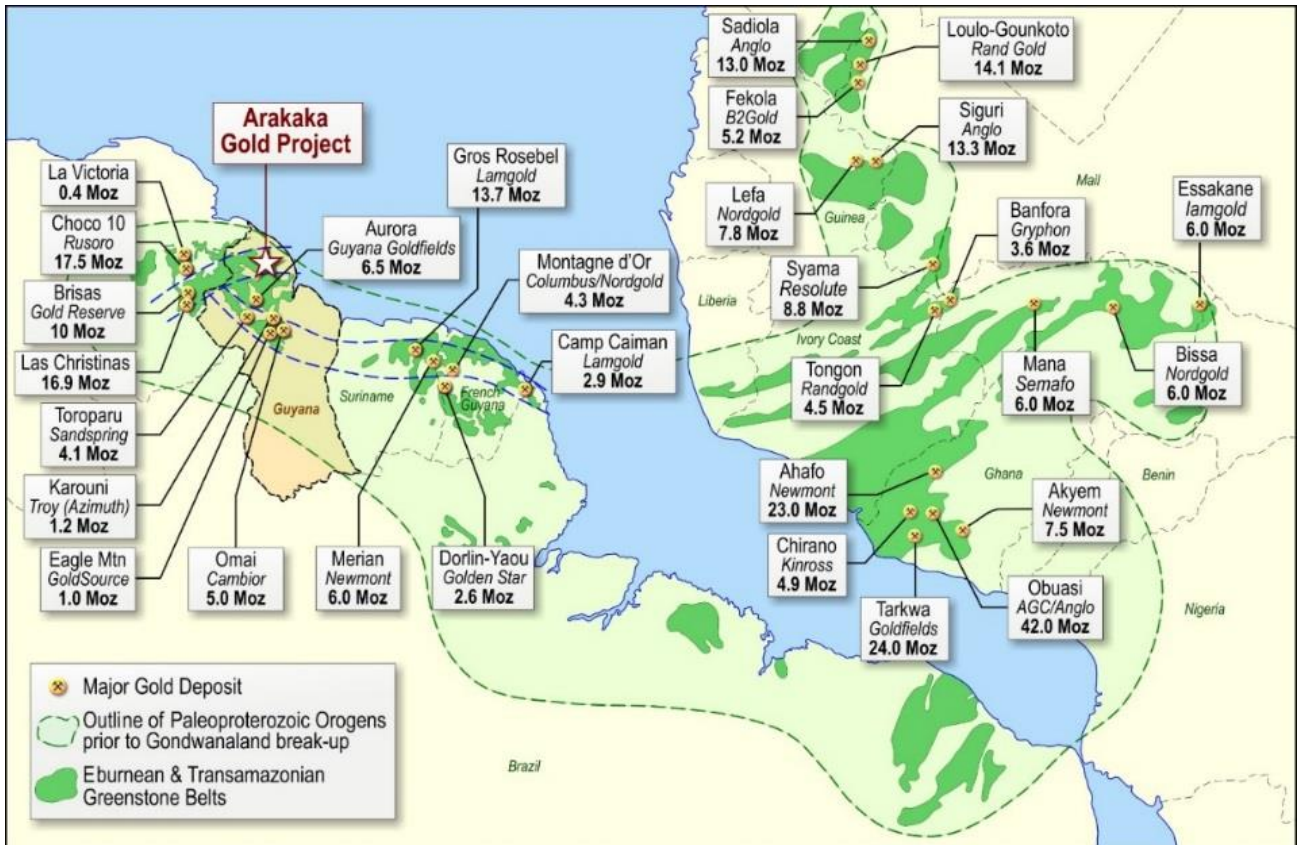 Arakaka
Gold Project
La Victoria
0.4 Moz
Choco 10
Rusoro
17.5 Moz
Brisas
Gold Reserve
10 Moz
Las Christinas
16.9 Moz
Toroparu
Sandspring
4.1 Moz
Karouni
Troy (Azimuth)
1.2 Moz
Eagle Mtn
GoldSource
1.0 Moz
Omai
Cambior
5.0 Moz
Aurora
Guyana Goldfields
6.5 Moz
Gros Rosebel
Lamgold
13.7 Moz
Montagne d'Or
Columbus/Nordgold
4.3 Moz
Camp Caiman
Lamgold
2.9 Moz
Merian
Newmont
6.0 Moz
Dorlin-Yaou
Golden Star
2.6 Moz
Guyana
Suriname
French
Guyana
Brazil
Sadiola
Anglo
13.0 Moz
Loulo-Gounkoto
Rand Gold
14.1 Moz
Fekola
B2Gold
5.2 Moz
Siguri
Anglo
13.3 Moz
Lefa
Nordgold
7.8 Moz
Guinea
Mali
Banfora
Gryphon
3.6 Moz
Essakane
Iamgold
6.0 Moz
Syama
Resolute
8.8 Moz
Liberia
Ivory Coast
Tongon
Randgold
4.5 Moz
Mana
Semafo
6.0 Moz
Bissa
Nordgold
6.0 Moz
Ahafo
Newmont
23.0 Moz
Ghana
Benin
Akyem
Newmont
7.5 Moz
Chirano
Kinross
4.9 Moz
Tarkwa
Goldfields
24.0 Moz
Obuasi
AGC/Anglo
42.0 Moz
Nigeria
Major Gold Deposit
Outline of Paleoproterozoic Orogens
prior to Gondwanaland break-up
Eburnean & Transamazonian
Greenstone Belts